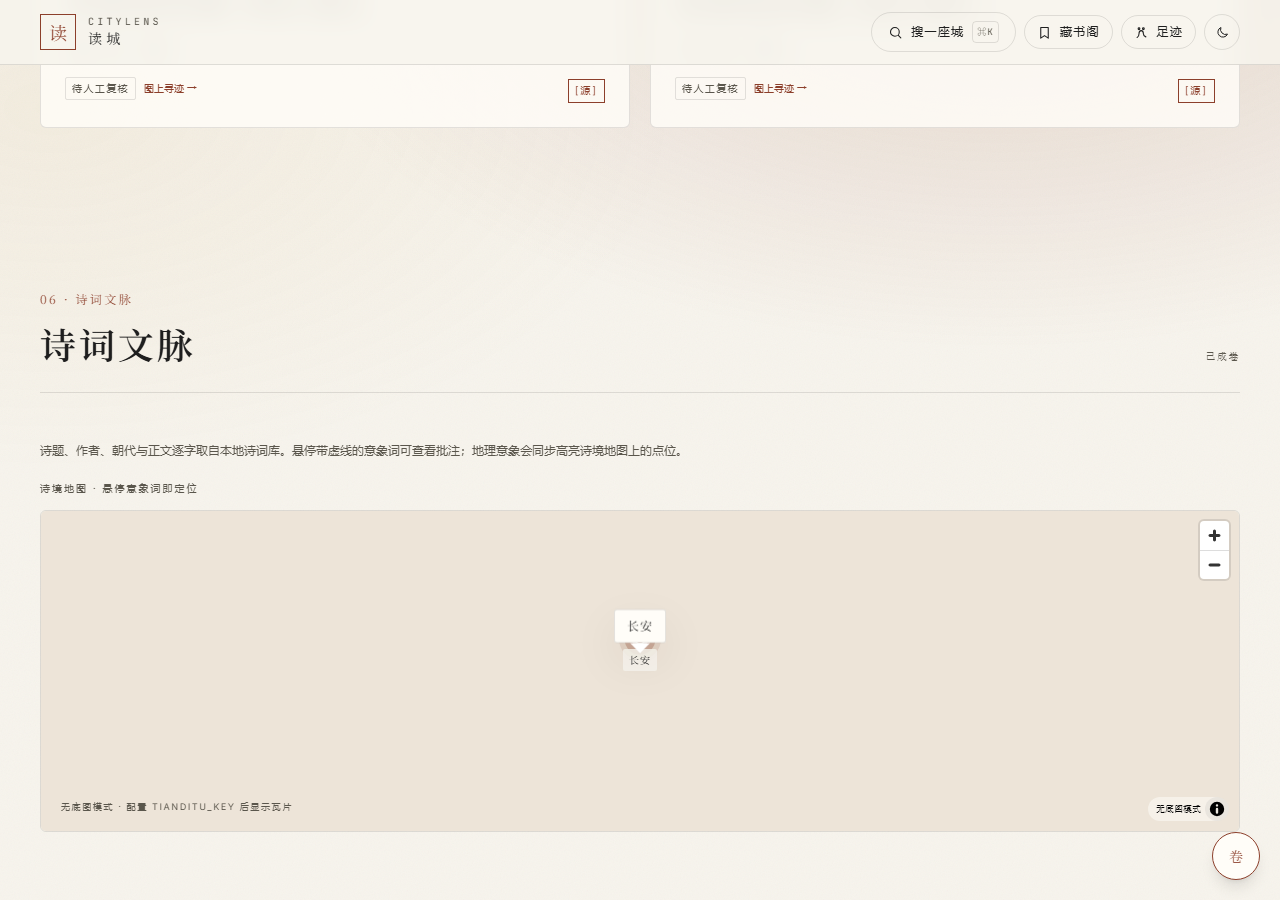 读
CITYLENS
读城
搜一座城 ⌘K
藏书阁
足迹
待人工复核 图上寻迹→ [源]
待人工复核 图上寻迹→ [源]
06 · 诗词文脉
诗词文脉
已成卷
诗题、作者、朝代与正文逐字取自本地诗词库。悬停带虚线的意象词可查看批注；地理意象会同步高亮诗境地图上的点位。
诗境地图 · 悬停意象词即定位
长安
长安
无底图模式 · 配置 TIANDITU_KEY 后显示瓦片
无底图模式
卷